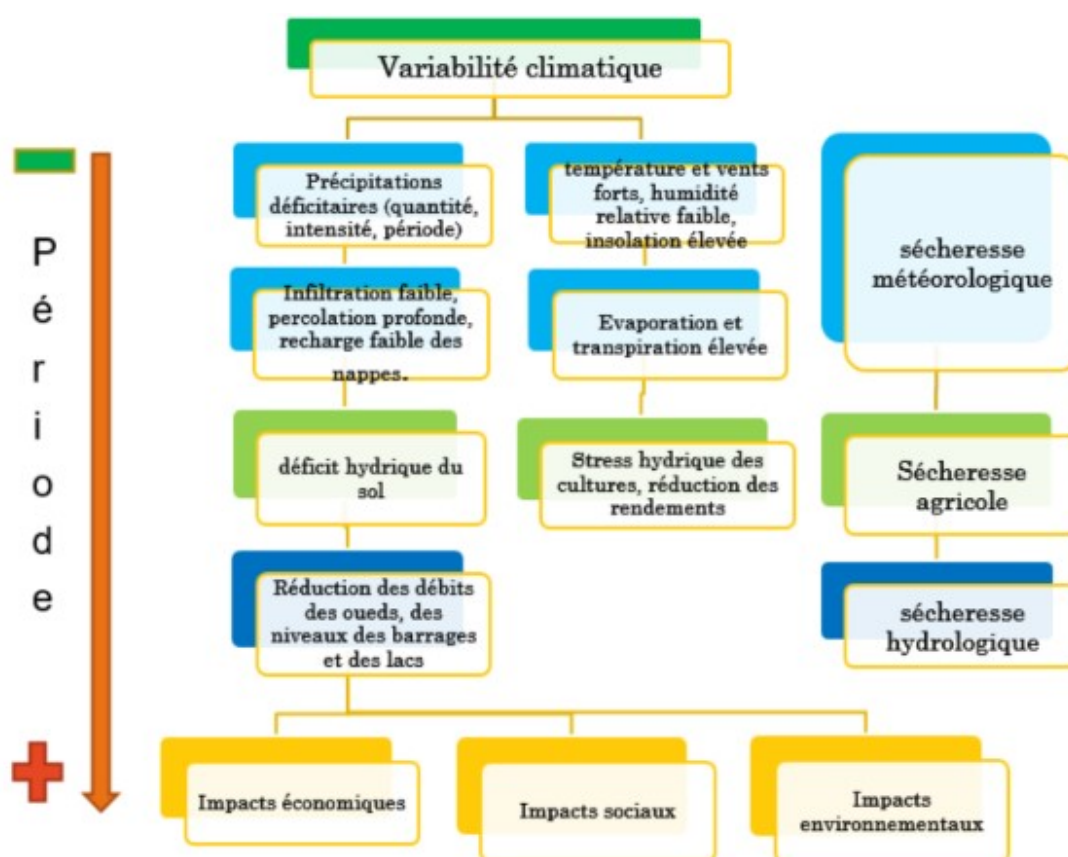 Variabilité climatique
Période
Précipitations
déficitaires (quantité,
intensité, période)
température et vents
forts, humidité
relative faible,
insolation élevée
sécheresse
météorologique
Infiltration faible,
percolation profonde,
recharge faible des
nappes.
Evaporation et
transpiration élevée
déficit hydrique du
sol
Stress hydrique des
cultures, réduction des
rendements
Sécheresse
agricole
Réduction des débits
des oueds, des
niveaux des barrages
et des lacs
sécheresse
hydrologique
Impacts économiques
Impacts sociaux
Impacts
environnementaux